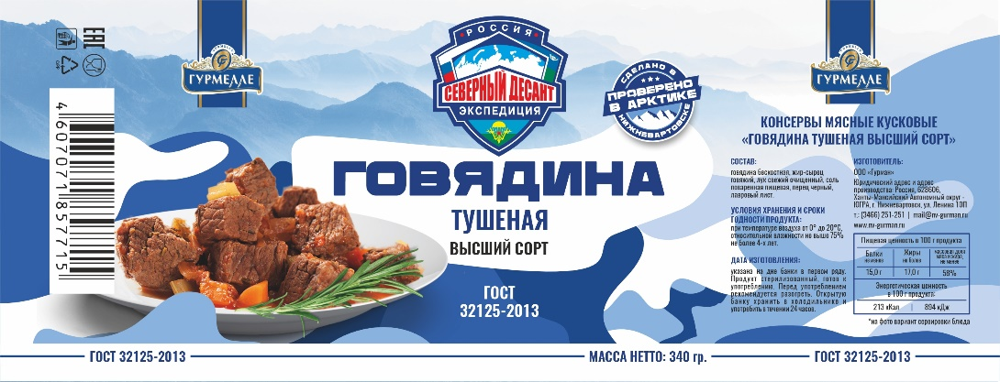 ЕАС
4607071857715
ГУРМЕЛЛЕ
РОССИЯ
СЕВЕРНЫЙ ДЕСАНТ
ЭКСПЕДИЦИЯ
СДЕЛАНО В
ПРОВЕРЕНО
В АРКТИКЕ
НИЖНЕВАРТОВСКЕ
ГОВЯДИНА
ТУШЕНАЯ
ВЫСШИЙ СОРТ
ГОСТ
32125-2013
ГУРМЕЛЛЕ
КОНСЕРВЫ МЯСНЫЕ КУСКОВЫЕ
«ГОВЯДИНА ТУШЕНАЯ ВЫСШИЙ СОРТ»
СОСТАВ:
говядина бескостная, жир-сырец
говяжий, лук свежий очищенный, соль
поваренная пищевая, перец черный,
лавровый лист.
УСЛОВИЯ ХРАНЕНИЯ И СРОКИ
ГОДНОСТИ ПРОДУКТА:
при температуре воздуха от 0° до 20°С,
относительной влажности не выше 75%
не более 4-х лет.
ДАТА ИЗГОТОВЛЕНИЯ:
указана на дне банки в первом ряду.
Продукт стерилизованный, готов к
употреблению. Перед употреблением
рекомендуется разогреть. Открытую
банку хранить в холодильнике и
употребить в течении 24 часов.
ИЗГОТОВИТЕЛЬ:
ООО «Гурман»
Юридический адрес и адрес
производства: Россия, 628606,
Ханты-Мансийский Автономный округ -
ЮГРА, г. Нижневартовск, ул. Ленина 10П
т.: (3466) 251-251 | mail@nv-gurman.ru
www.nv-gurman.ru
Пищевая ценность в 100 г продукта
Белки
не менее
Жиры
не более
массовая доля
мяса и жира,
не менее
15,0 г
17,0 г
58%
Энергетическая ценность
в 100 г продукта:
213 кКал
894 кДж
*на фото вариант сервировки блюда
ГОСТ 32125-2013
МАССА НЕТТО: 340 гр.
ГОСТ 32125-2013